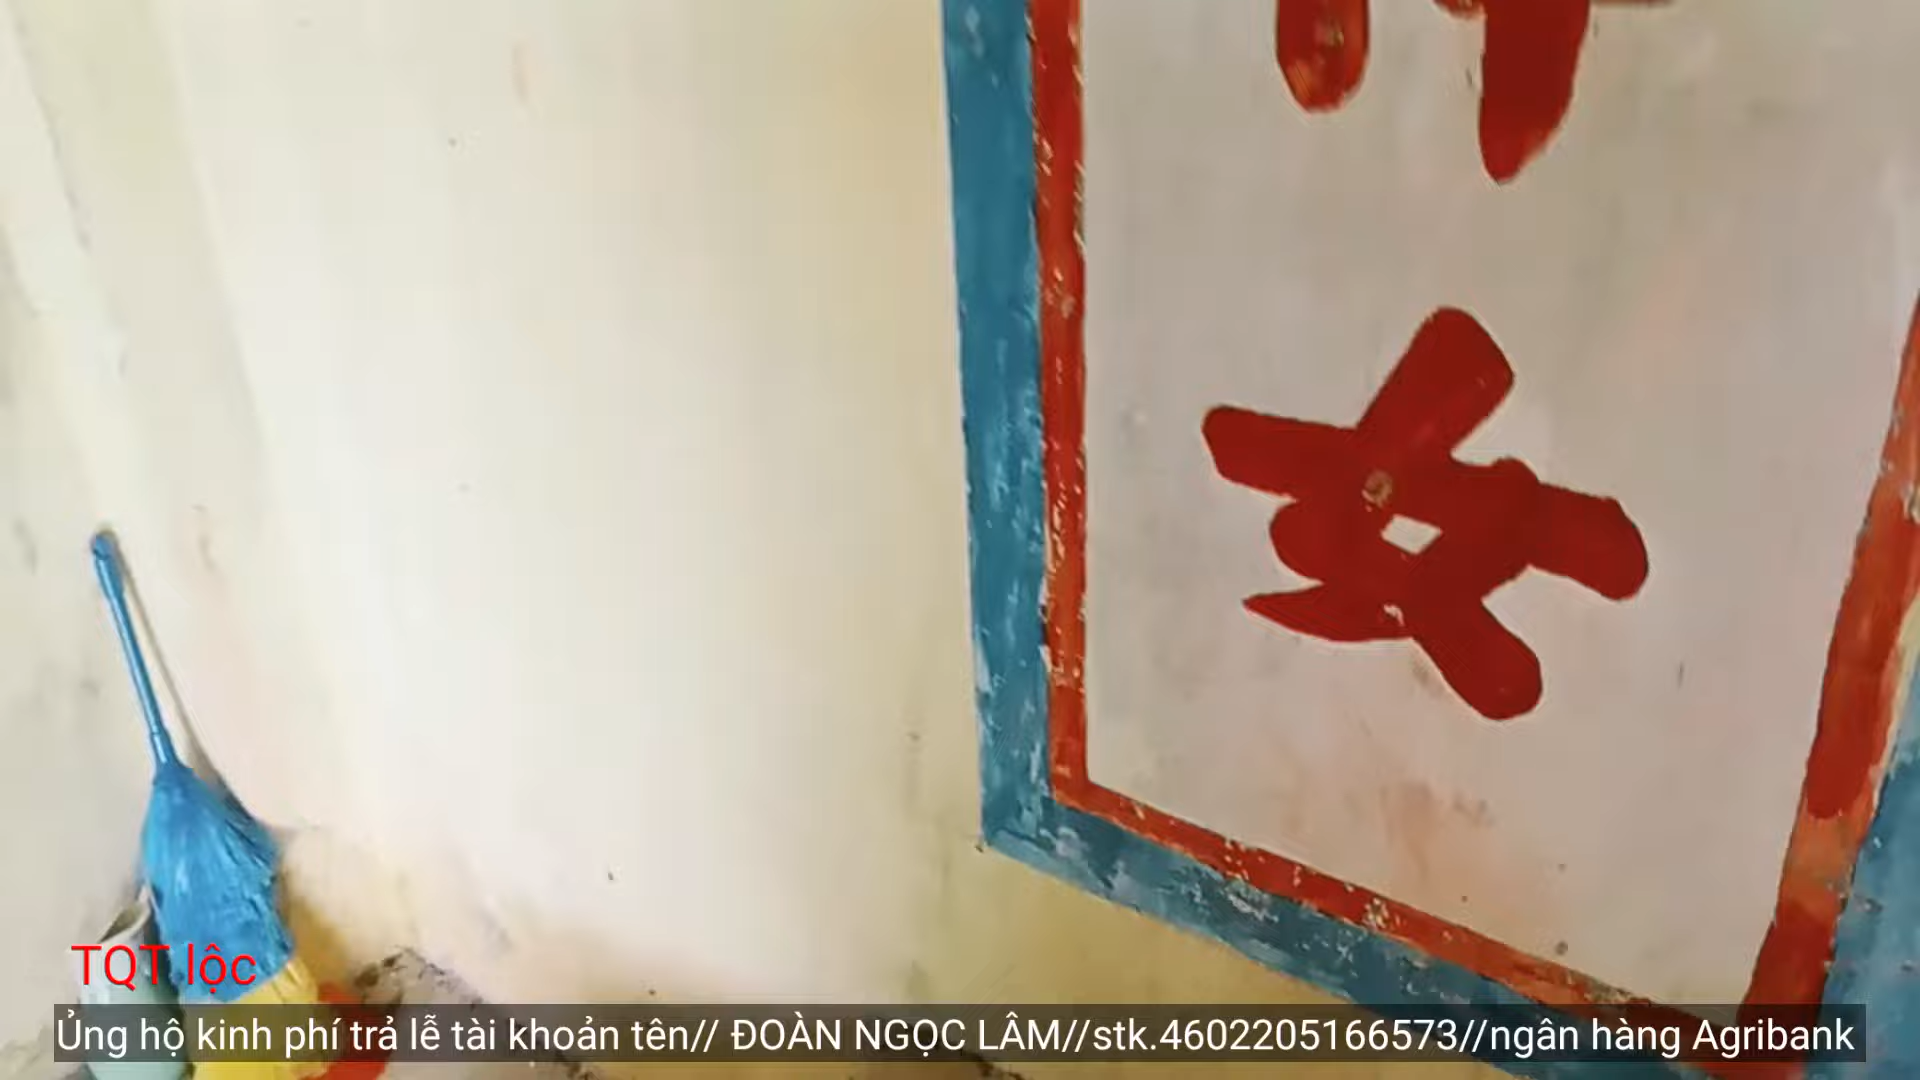 女
TQT lộc
Ủng hộ kinh phí trả lễ tài khoản tên// ĐOÀN NGỌC LÂM//stk.4602205166573//ngân hàng Agribank